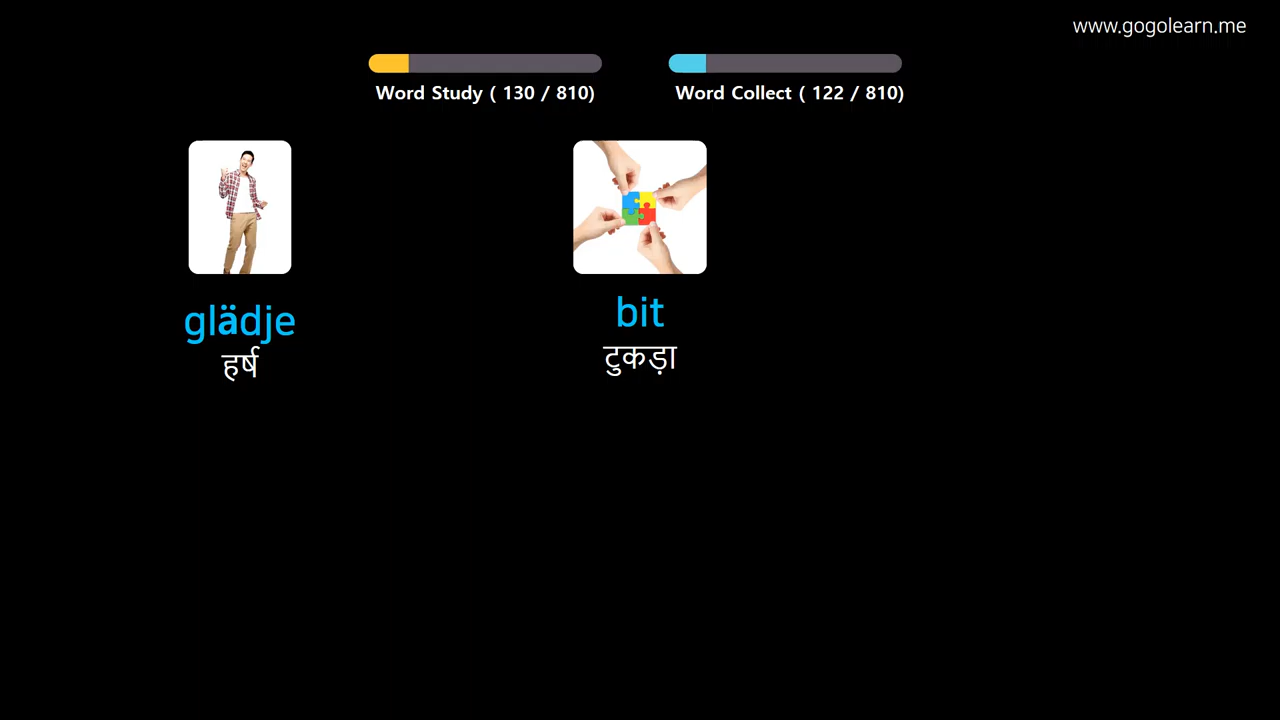 www.gogolearn.me
Word Study ( 130 / 810)
Word Collect ( 122 / 810)
glädje
हर्ष
bit
टुकड़ा